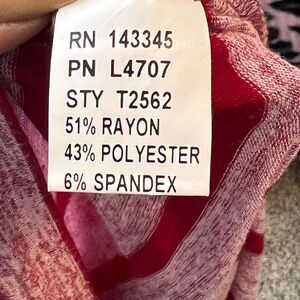 RN 143345
PN L4707
STY T2562
51% RAYON
43% POLYESTER
6% SPANDEX